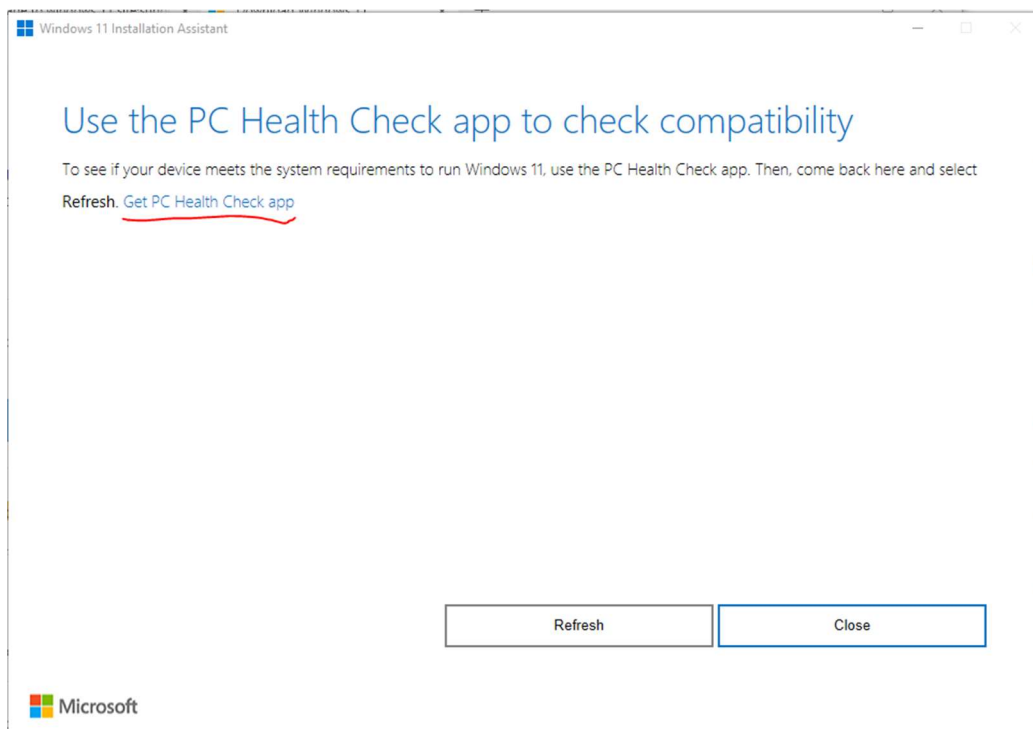 Windows 11 Installation Assistant
Use the PC Health Check app to check compatibility
To see if your device meets the system requirements to run Windows 11, use the PC Health Check app. Then, come back here and select
Refresh. Get PC Health Check app
Refresh
Close
Microsoft